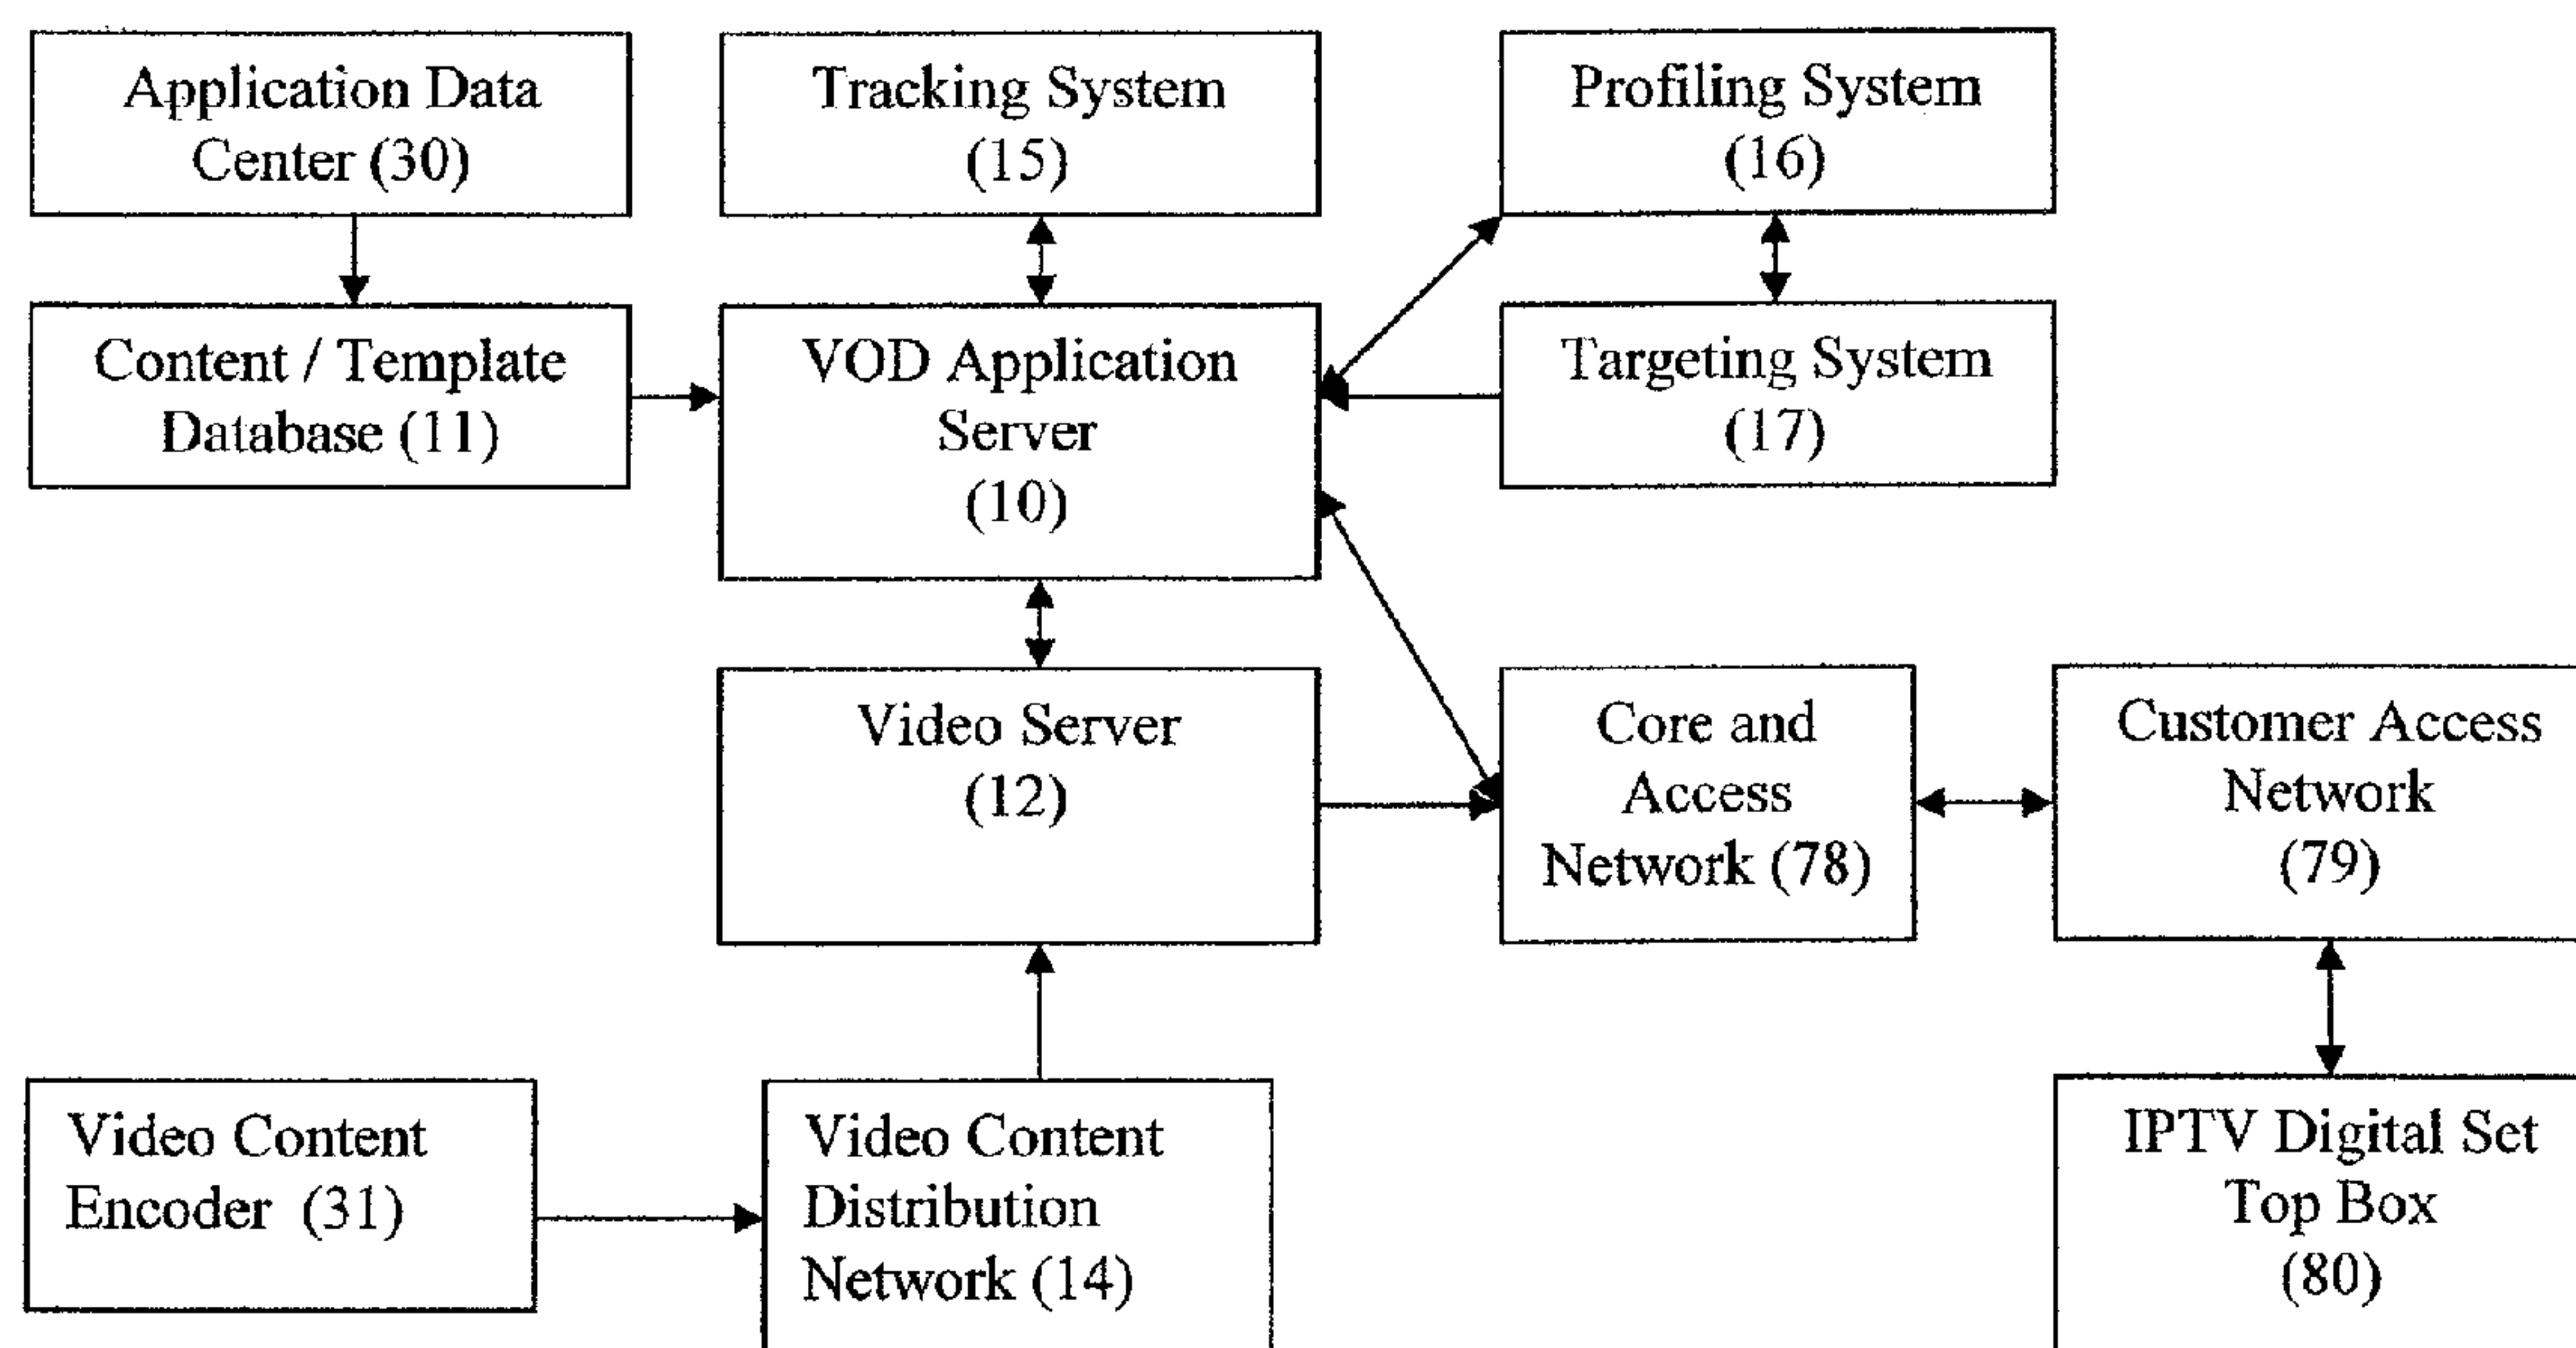 Application Data
Center (30)
Tracking System
(15)
Profiling System
(16)
Content / Template
Database (11)
VOD Application
Server
(10)
Targeting System
(17)
Video Server
(12)
Core and
Access
Network (78)
Customer Access
Network
(79)
Video Content
Encoder (31)
Video Content
Distribution
Network (14)
IPTV Digital Set
Top Box
(80)